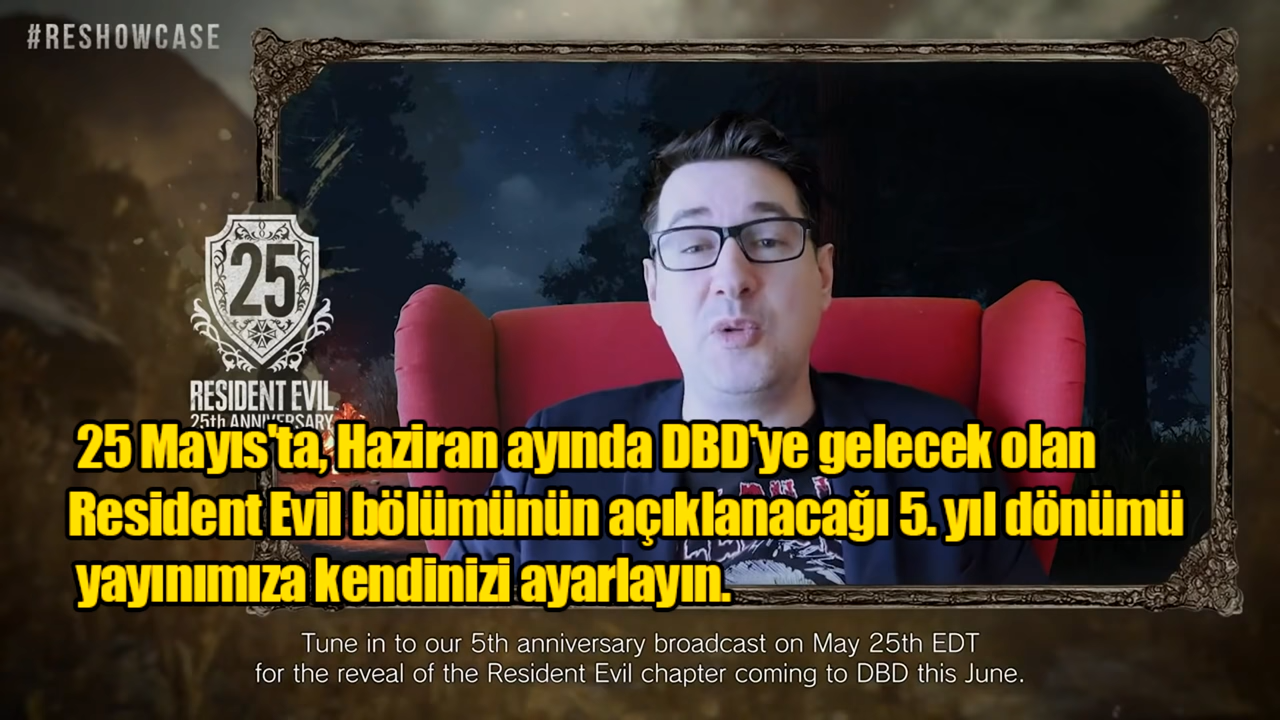 #RESHOWCASE
25
RESIDENT EVIL
25th ANNIVERSARY
25 Mayıs'ta, Haziran ayında DBD'ye gelecek olan
Resident Evil bölümünün açıklanacağı 5. yıl dönümü
yayınımıza kendinizi ayarlayın.
Tune in to our 5th anniversary broadcast on May 25th EDT
for the reveal of the Resident Evil chapter coming to DBD this June.